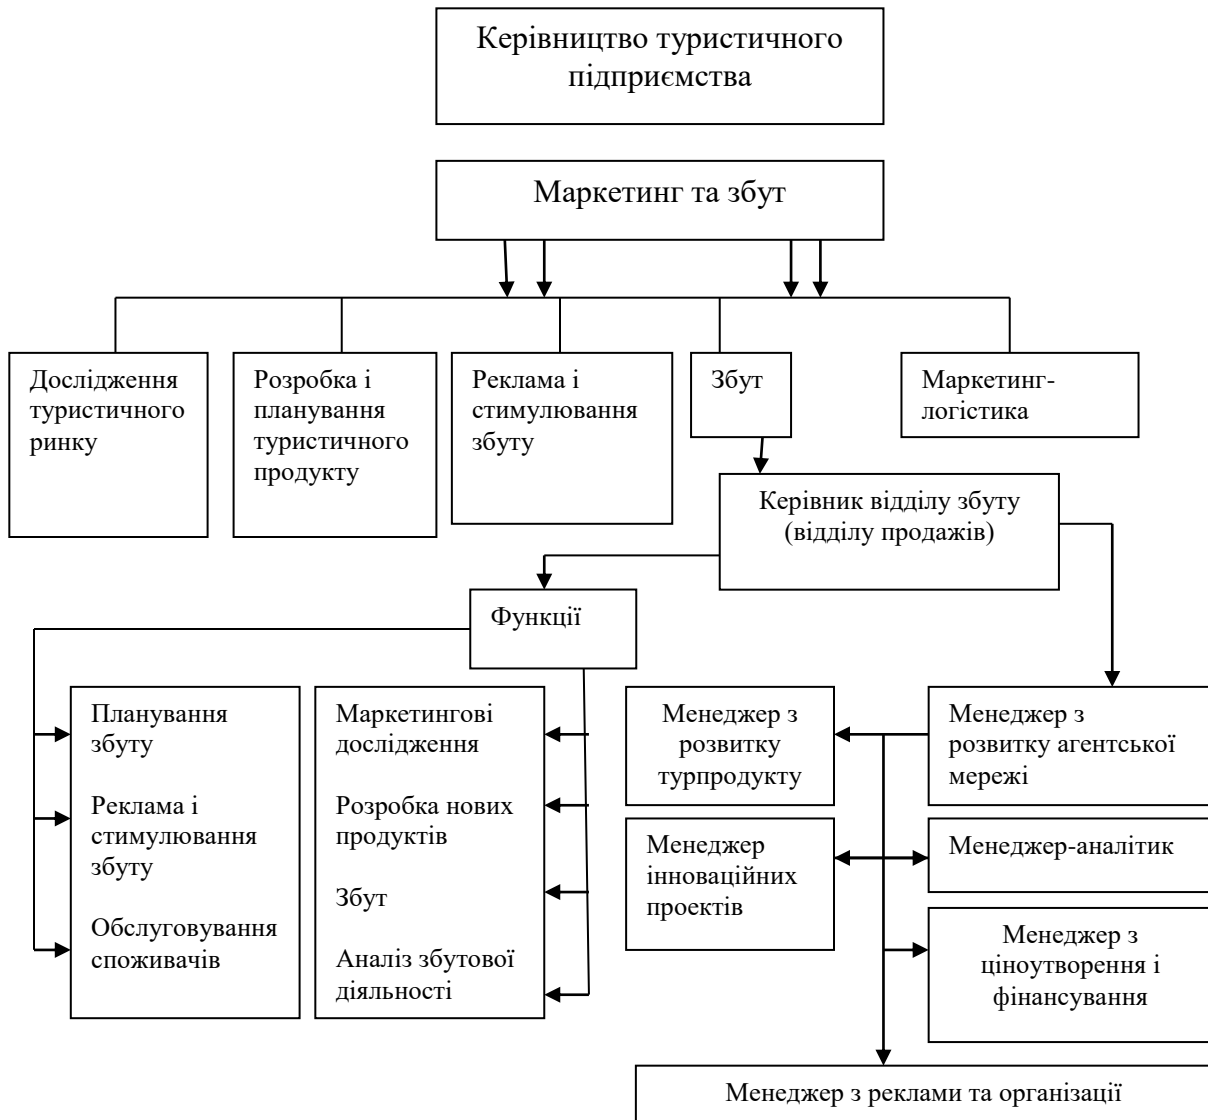 Керівництво туристичного
підприємства
Маркетинг та збут
Дослідження
туристичного
ринку
Розробка і
планування
туристичного
продукту
Реклама і
стимулювання
збуту
Збут
Маркетинг-
логістика
Керівник відділу збуту
(відділу продажів)
Функції
Планування
збуту
Реклама і
стимулювання
збуту
Обслуговування
споживачів
Маркетингові
дослідження
Розробка нових
продуктів
Збут
Аналіз збутової
діяльності
Менеджер з
розвитку
турпродукту
Менеджер з
розвитку агентської
мережі
Менеджер
інноваційних
проектів
Менеджер-аналітик
Менеджер з
ціноутворення і
фінансування
Менеджер з реклами та організації